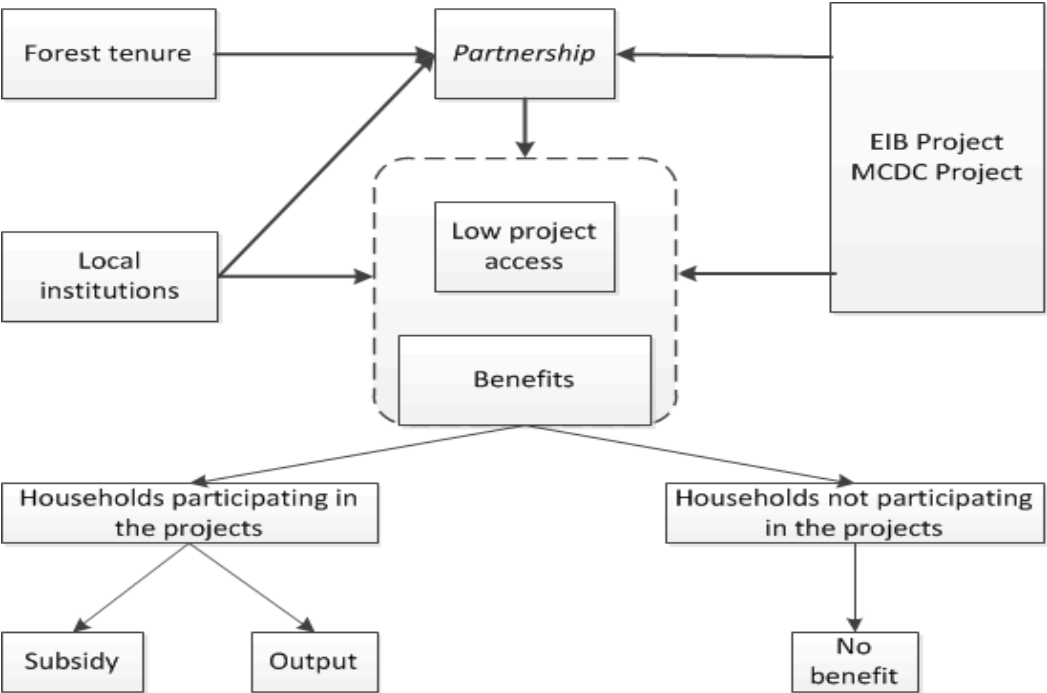 Forest tenure
Partnership
EIB Project
MCDC Project
Local
institutions
Low project
access
Benefits
Households participating in
the projects
Households not participating
in the projects
Subsidy
Output
No
benefit